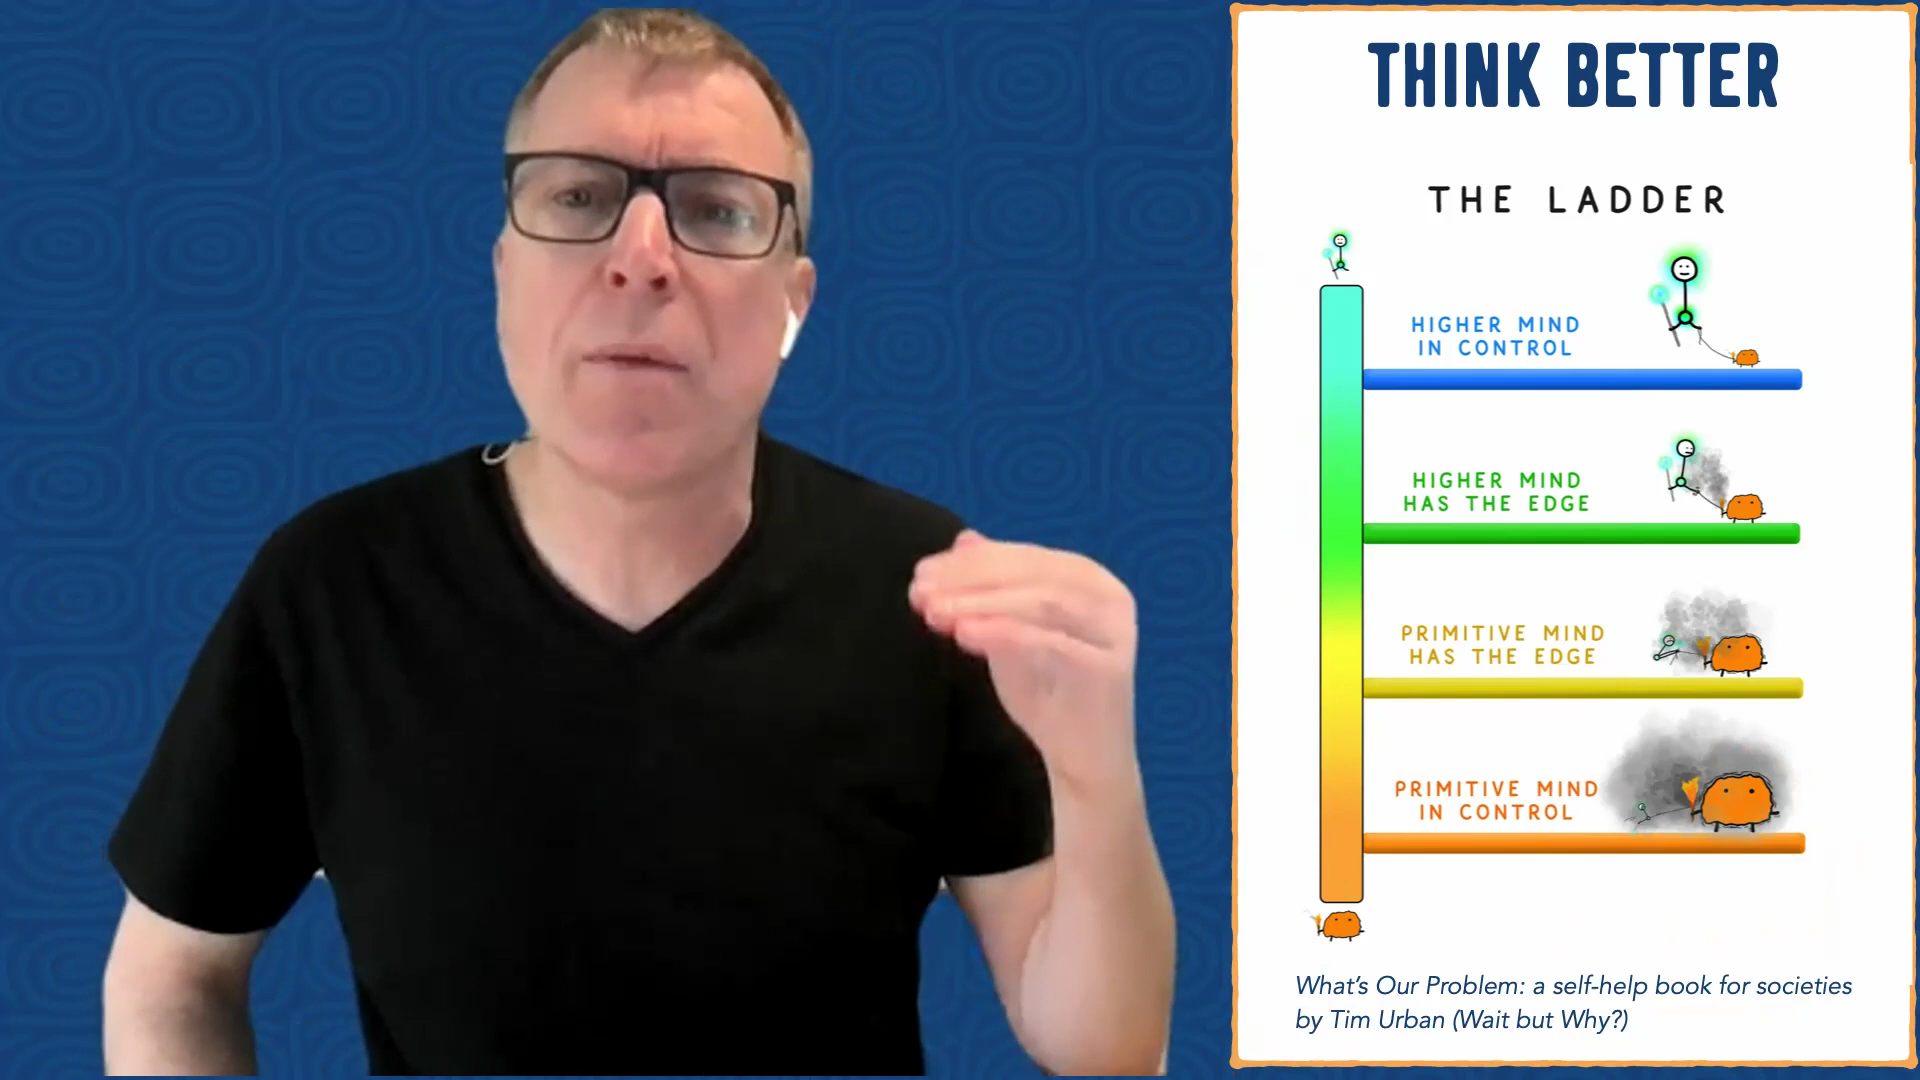 THINK BETTER
THE LADDER
HIGHER MIND
IN CONTROL
HIGHER MIND
HAS THE EDGE
PRIMITIVE MIND
HAS THE EDGE
PRIMITIVE MIND
IN CONTROL
What's Our Problem: a self-help book for societies
by Tim Urban (Wait but Why?)